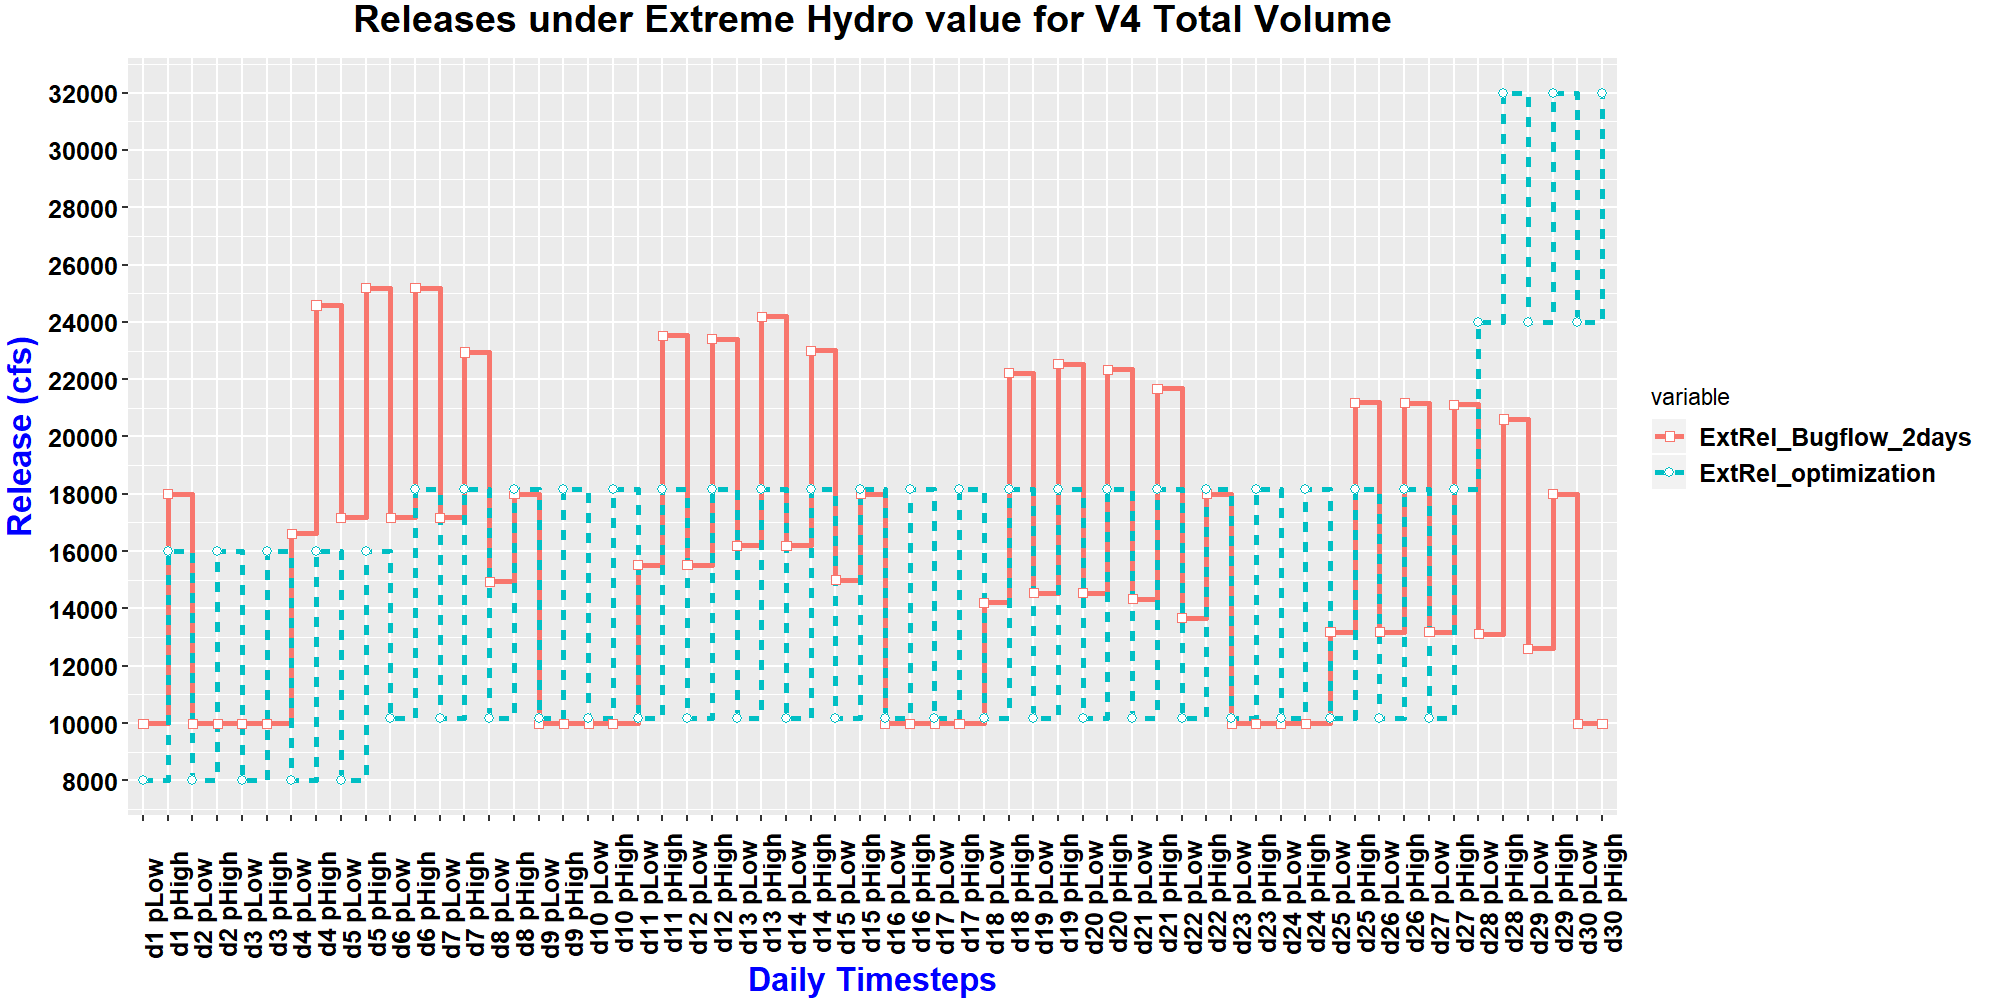 Releases under Extreme Hydro value for V4 Total Volume
Release (cfs)
32000
30000
28000
26000
24000
22000
20000
18000
16000
14000
12000
10000
8000
d1 pLow
d1 pHigh
d2 pLow
d2 pHigh
d3 pLow
d3 pHigh
d4 pLow
d4 pHigh
d5 pLow
d5 pHigh
d6 pLow
d6 pHigh
d7 pLow
d7 pHigh
d8 pLow
d8 pHigh
d9 pLow
d9 pHigh
d10 pLow
d10 pHigh
d11 pLow
d11 pHigh
d12 pLow
d12 pHigh
d13 pLow
d13 pHigh
d14 pLow
d14 pHigh
d15 pLow
d15 pHigh
d16 pLow
d16 pHigh
d17 pLow
d17 pHigh
d18 pLow
d18 pHigh
d19 pLow
d19 pHigh
d20 pLow
d20 pHigh
d21 pLow
d21 pHigh
d22 pLow
d22 pHigh
d23 pLow
d23 pHigh
d24 pLow
d24 pHigh
d25 pLow
d25 pHigh
d26 pLow
d26 pHigh
d27 pLow
d27 pHigh
d28 pLow
d28 pHigh
d29 pLow
d29 pHigh
d30 pLow
d30 pHigh
Daily Timesteps
variable
ExtRel_Bugflow_2days
ExtRel_optimization